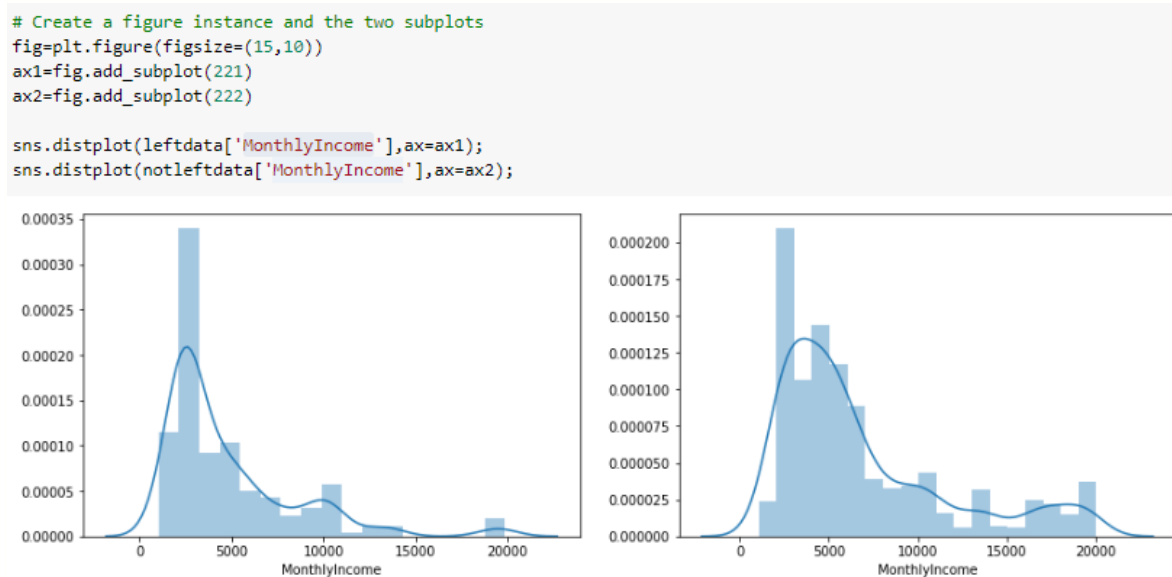 # Create a figure instance and the two subplots
fig=plt.figure(figsize=(15,10))
ax1=fig.add_subplot(221)
ax2=fig.add_subplot(222)
sns.distplot(leftdata['MonthlyIncome'],ax=ax1);
sns.distplot(notleftdata['MonthlyIncome'],ax=ax2);
0.00035
0.00030
0.00025
0.00020
0.00015
0.00010
0.00005
0.00000
0 5000 10000 15000 20000
MonthlyIncome
0.000200
0.000175
0.000150
0.000125
0.000100
0.000075
0.000050
0.000025
0.000000
0 5000 10000 15000 20000
MonthlyIncome